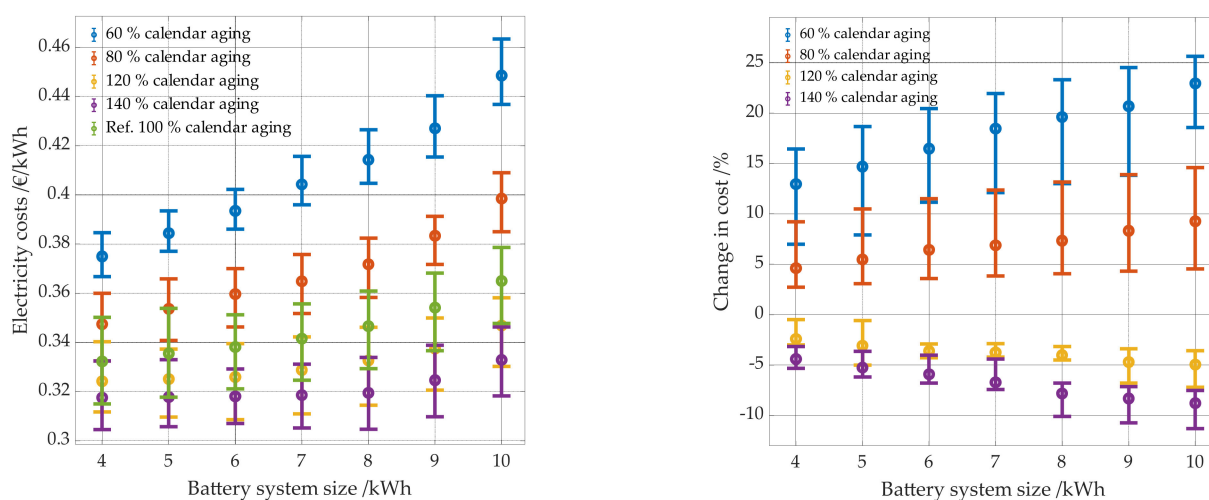 Electricity costs /€/kWh
0.46
0.44
0.42
0.4
0.38
0.36
0.34
0.32
0.3
60 % calendar aging
80 % calendar aging
120 % calendar aging
140 % calendar aging
Ref. 100 % calendar aging
4 5 6 7 8 9 10
Battery system size /kWh
Change in cost /%
25
20
15
10
5
0
-5
-10
60 % calendar aging
80 % calendar aging
120 % calendar aging
140 % calendar aging
4 5 6 7 8 9 10
Battery system size /kWh